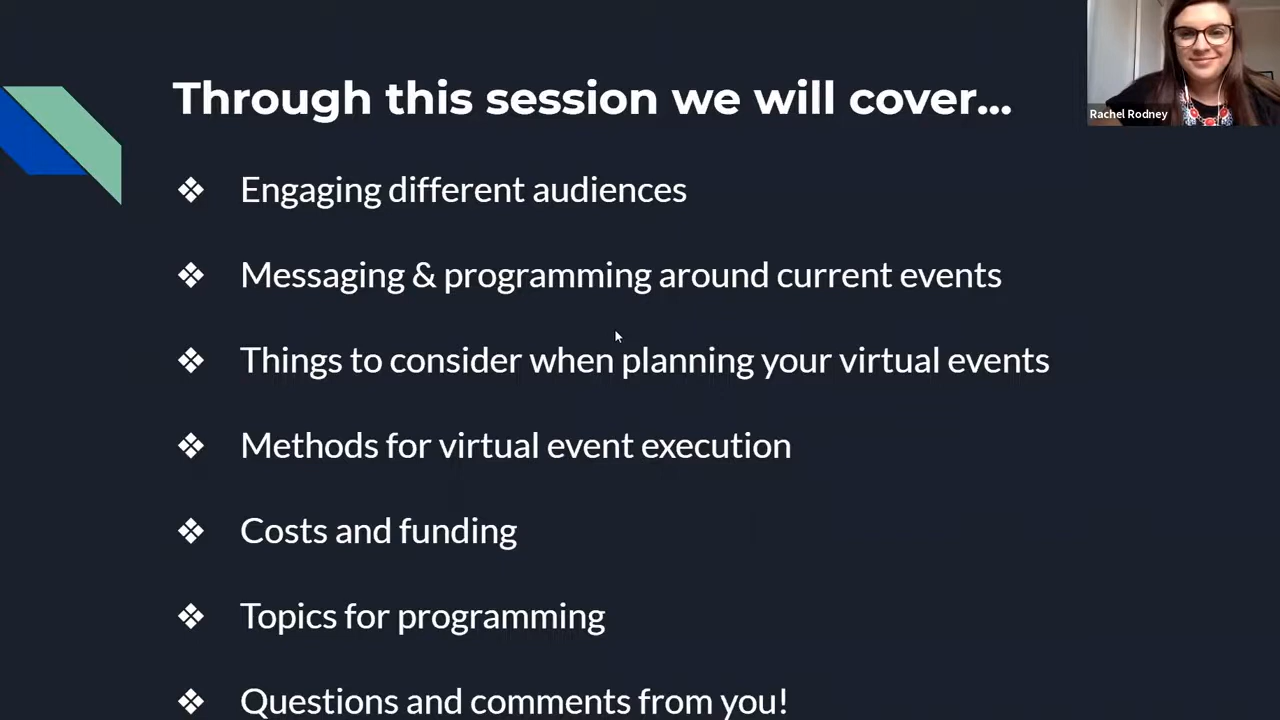 Through this session we will cover...
Rachel Rodney
❖ Engaging different audiences
❖ Messaging & programming around current events
❖ Things to consider when planning your virtual events
❖ Methods for virtual event execution
❖ Costs and funding
❖ Topics for programming
❖ Questions and comments from you!